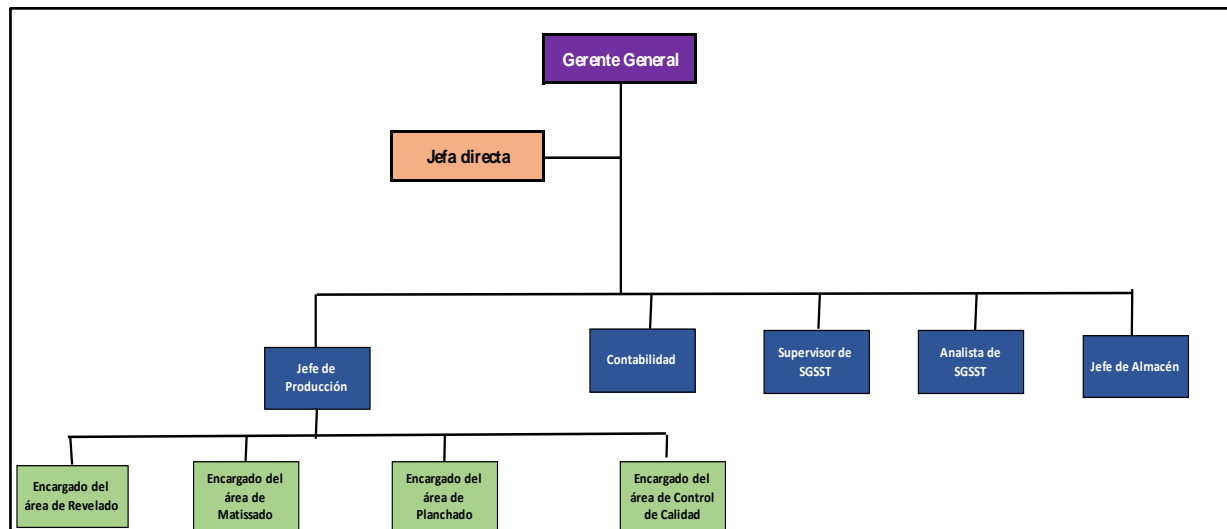 Gerente General
Jefa directa
Jefe de
Producción
Contabilidad
Supervisor de
SGSST
Analista de
SGSST
Jefe de Almacén
Encargado del
área de Revelado
Encargado del
área de
Matissado
Encargado del
área de
Planchado
Encargado del
área de Control
de Calidad